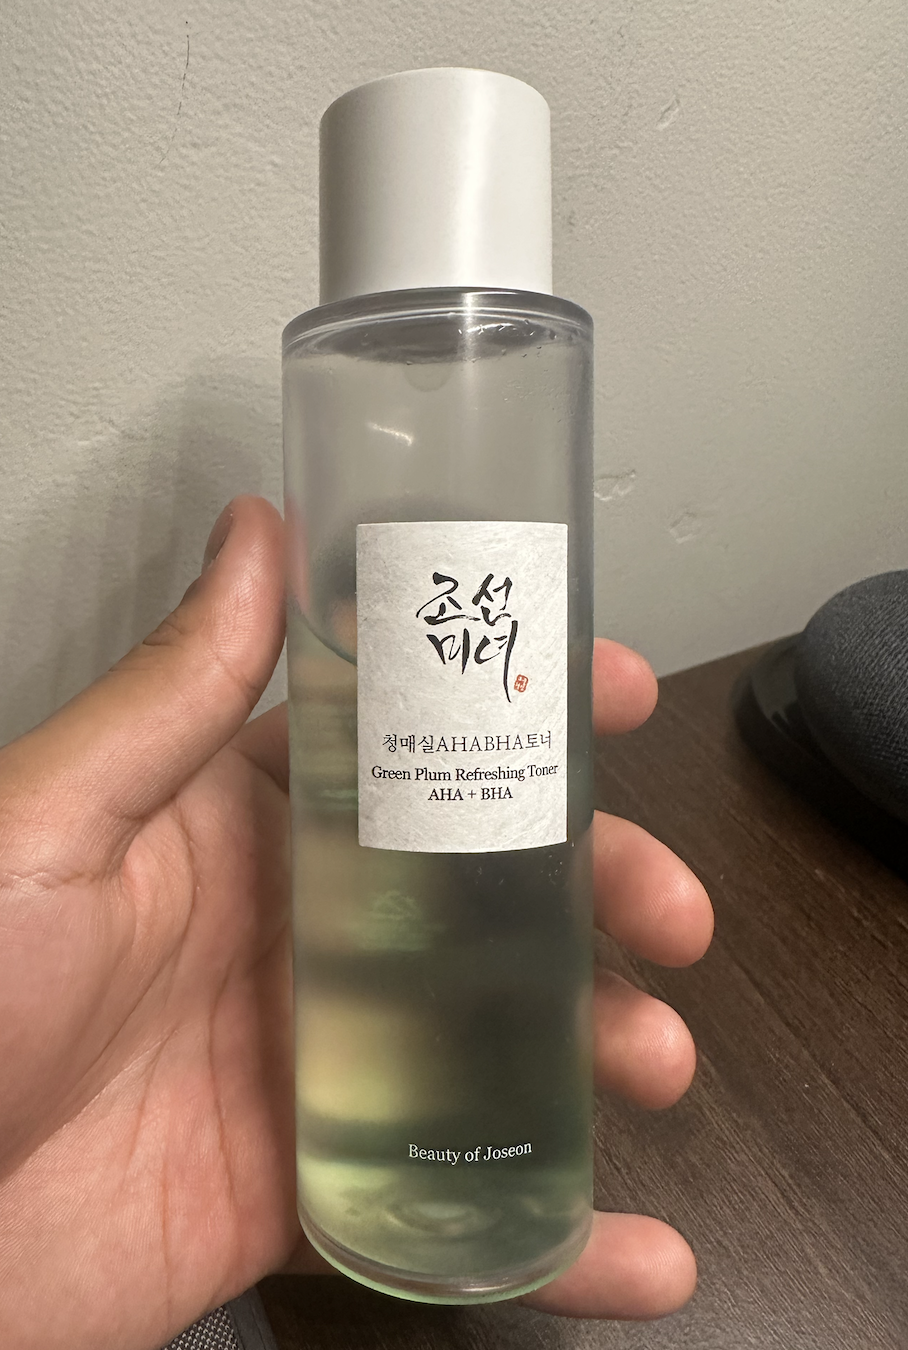 조선
미녀
청매실AHABHA토너
Green Plum Refreshing Toner
AHA + BHA
Beauty of Joseon